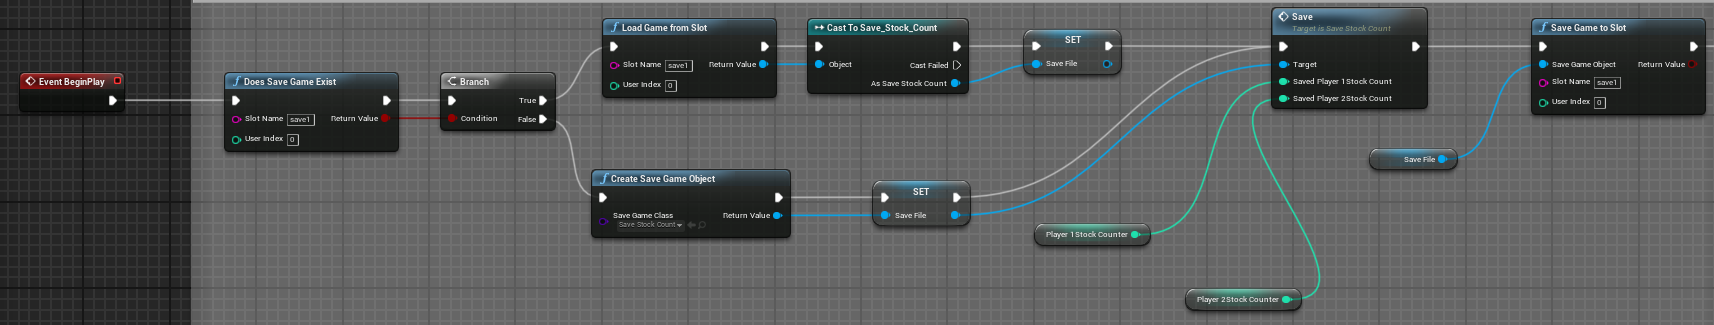 Event BeginPlay
Does Save Game Exist
Slot Name save1 Return Value
User Index 0
Branch
True
Condition False
Load Game from Slot
Slot Name save1 Return Value
User Index 0
Cast To Save_Stock_Count
Object Cast Failed
As Save Stock Count
SET
Save File
Create Save Game Object
Save Game Class Return Value
Save Stock Count
SET
Save File
Save
Target is Save Stock Count
Target
Saved Player 1 Stock Count
Saved Player 2 Stock Count
Player 1 Stock Counter
Player 2 Stock Counter
Save File
Save Game to Slot
Save Game Object Return Value
Slot Name save1
User Index 0